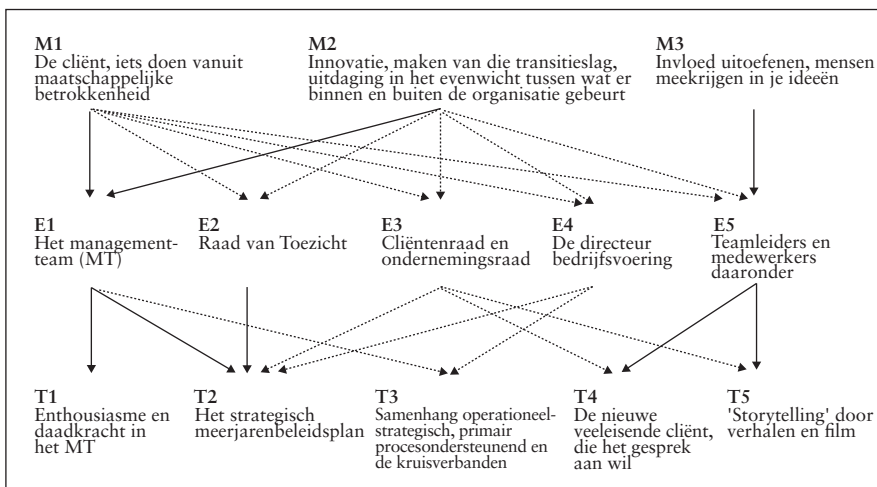 M1
De cliënt, iets doen vanuit
maatschappelijke
betrokkenheid
M2
Innovatie, maken van die transitieslag,
uitdaging in het evenwicht tussen wat er
binnen en buiten de organisatie gebeurt
M3
Invloed uitoefenen, mensen
meekrijgen in je ideeën
E1
Het management-
team (MT)
E2
Raad van Toezicht
E3
Cliëntenraad en
ondernemingsraad
E4
De directeur
bedrijfsvoering
E5
Teamleiders en
medewerkers
daaronder
T1
Enthousiasme en
daadkracht in
het MT
T2
Het strategisch
meerjarenbeleidsplan
T3
Samenhang operationeel-
strategisch, primair
procesondersteunend en
de kruisverbanden
T4
De nieuwe
veeleisende cliënt,
die het gesprek
aan wil
T5
'Storytelling' door
verhalen en film